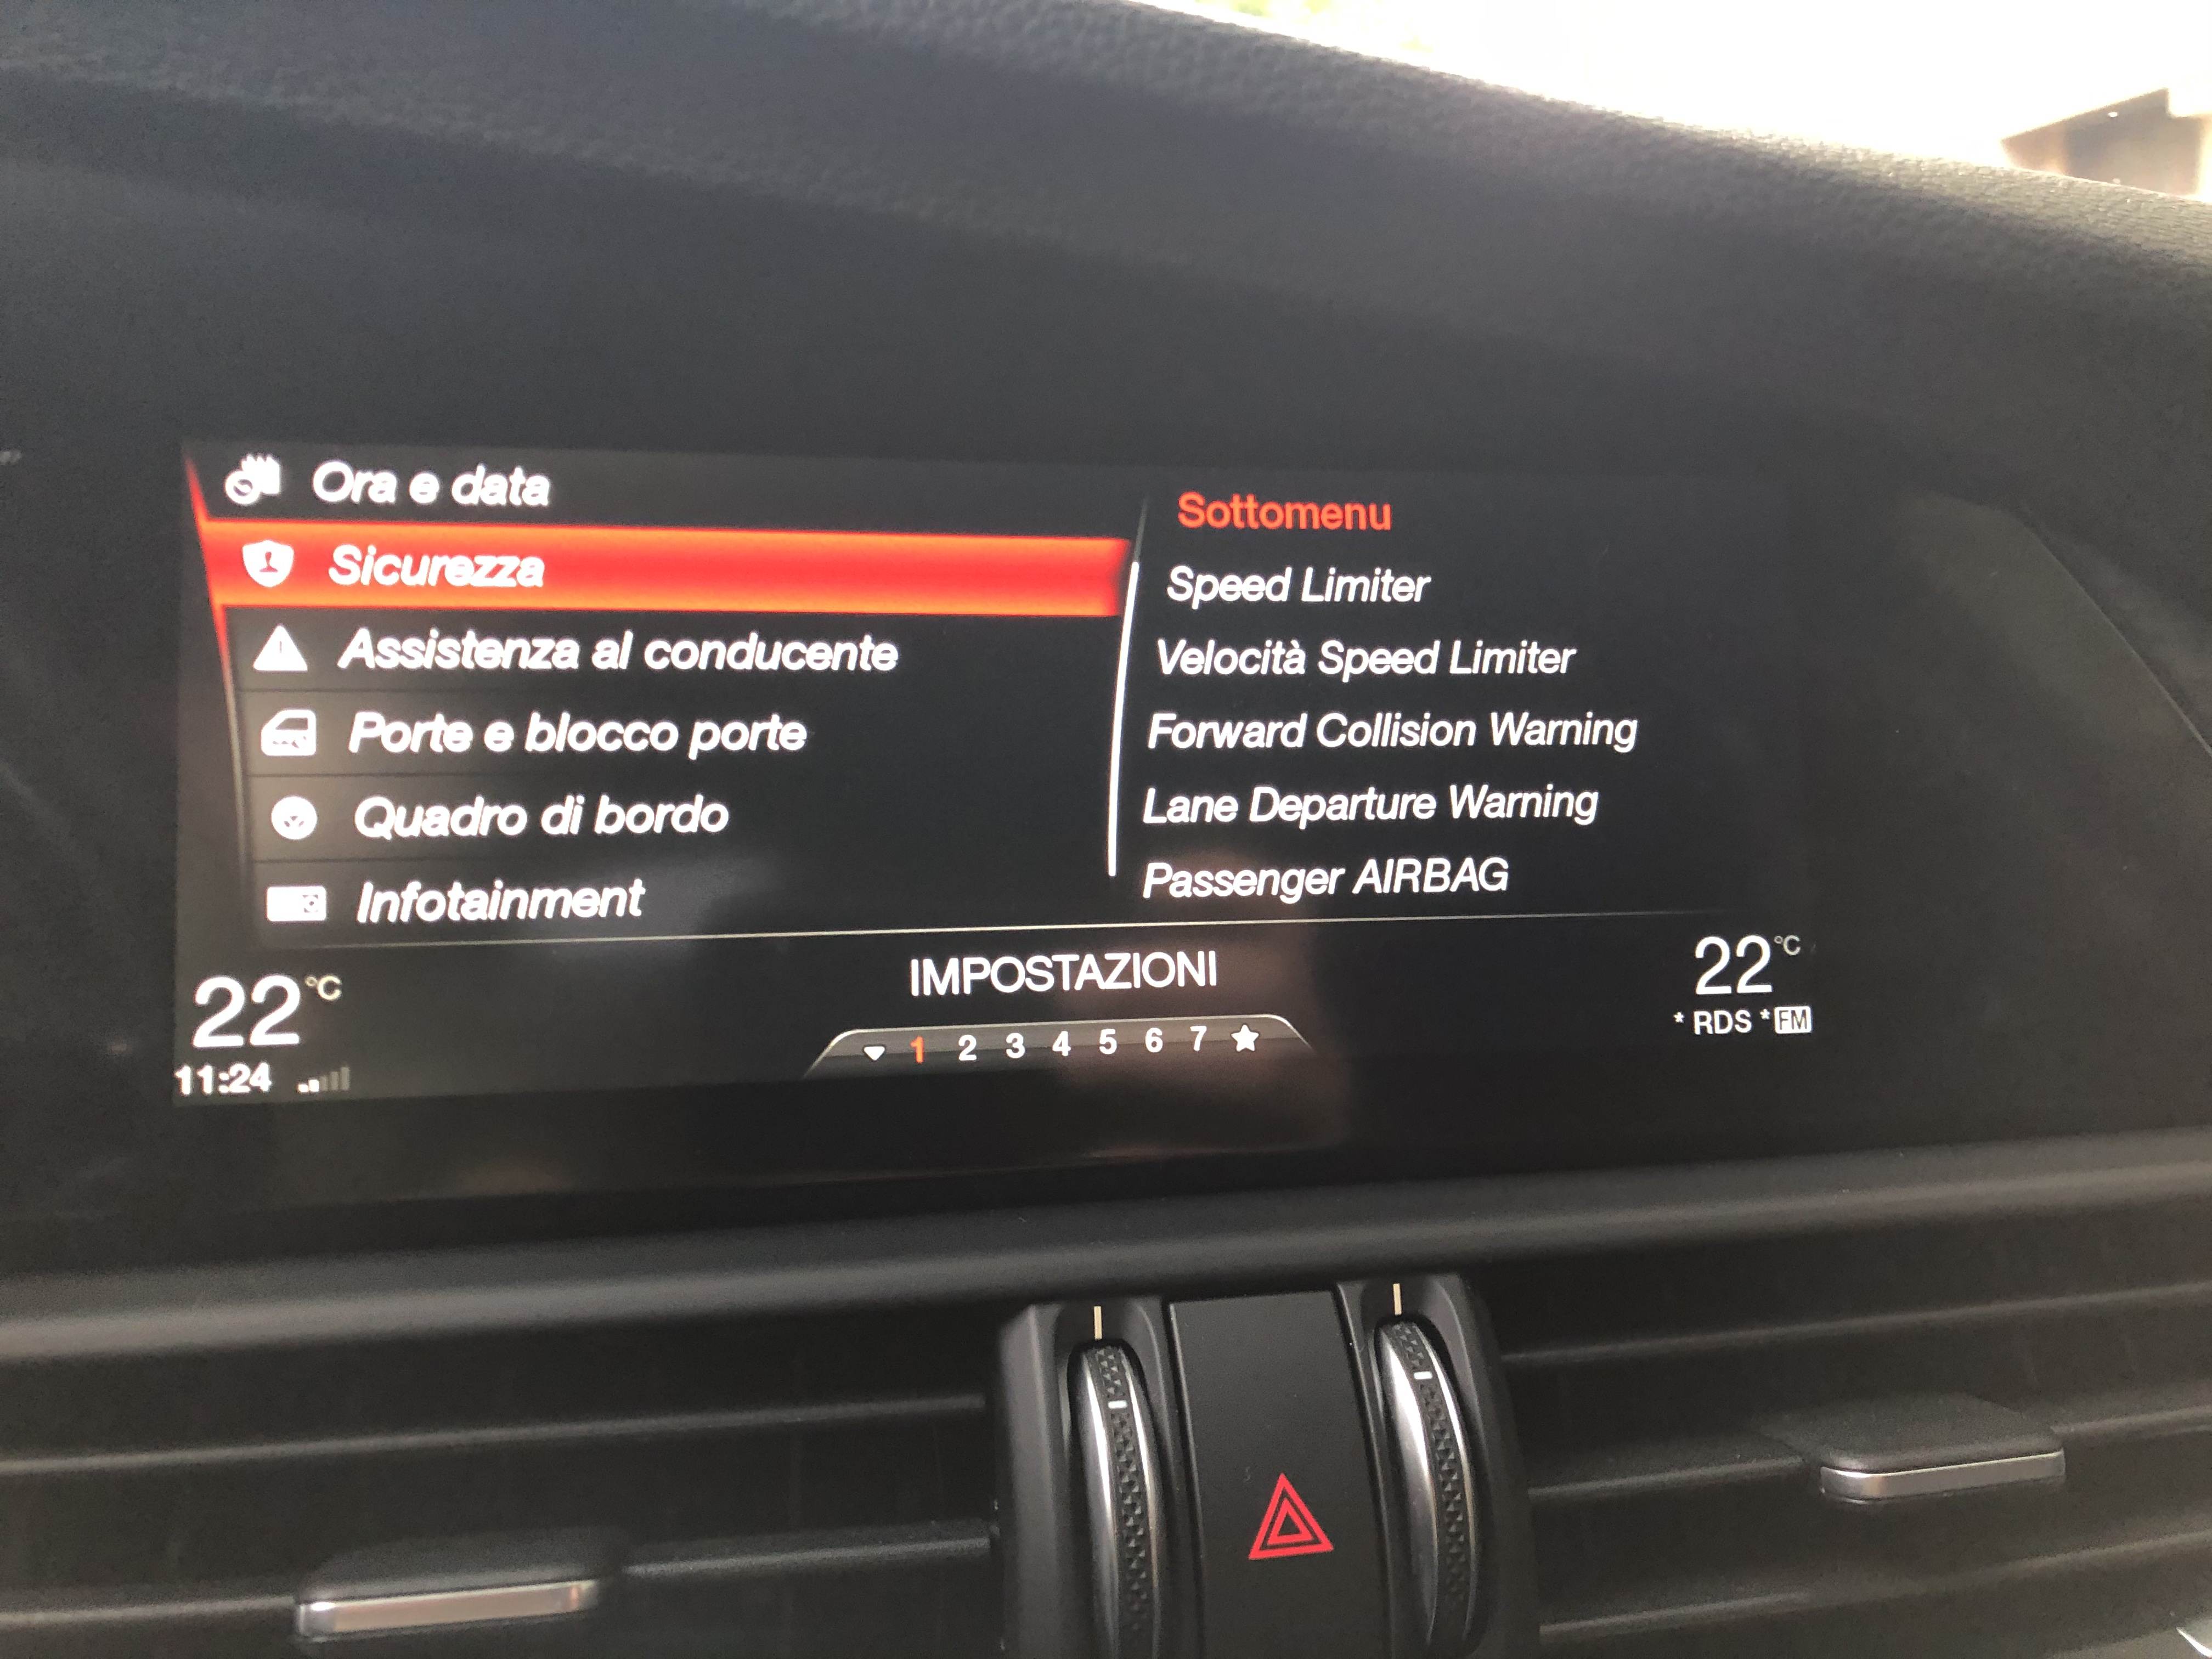 Ora e data
Sicurezza
Assistenza al conducente
Porte e blocco porte
Quadro di bordo
Infotainment
Sottomenu
Speed Limiter
Velocità Speed Limiter
Forward Collision Warning
Lane Departure Warning
Passenger AIRBAG
IMPOSTAZIONI
22 °C
11:24
1 2 3 4 5 6 7
22 °C
* RDS * FM